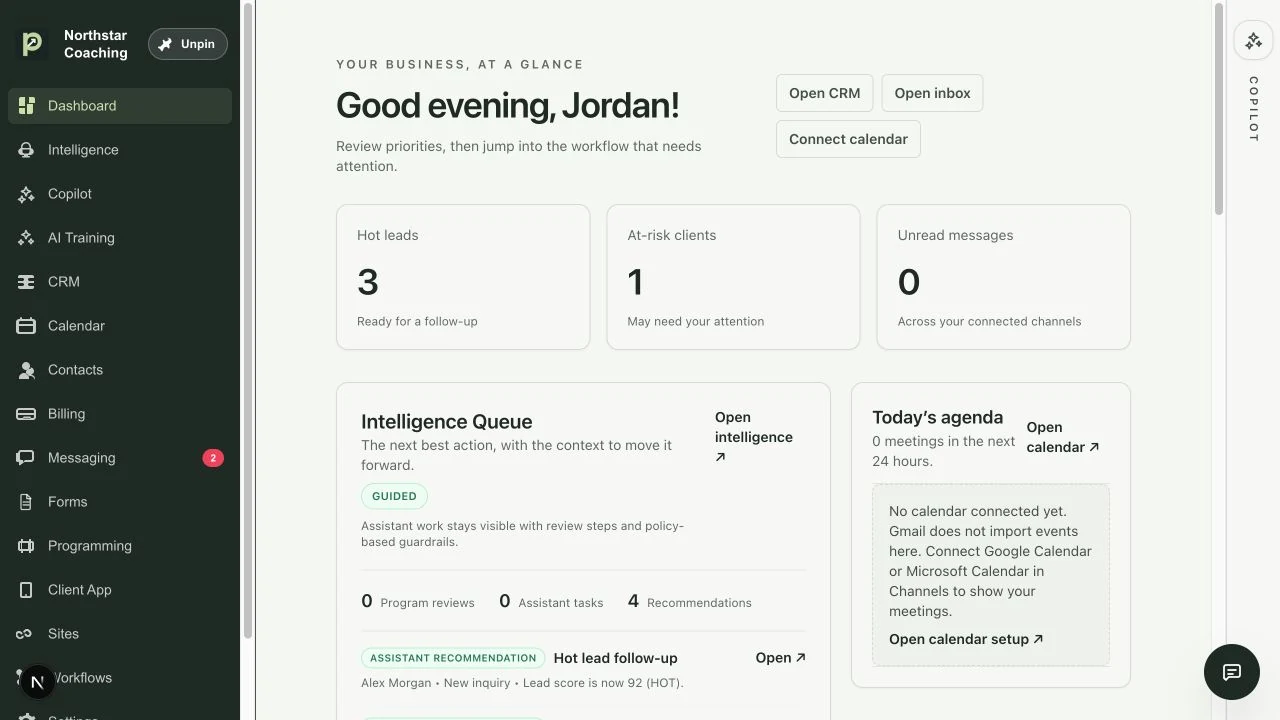 Northstar
Coaching
Unpin
Dashboard
Intelligence
Copilot
AI Training
CRM
Calendar
Contacts
Billing
Messaging
2
Forms
Programming
Client App
Sites
Workflows
Settings
N
YOUR BUSINESS, AT A GLANCE
Good evening, Jordan!
Review priorities, then jump into the workflow that needs
attention.
Open CRM
Open inbox
Connect calendar
Hot leads
3
Ready for a follow-up
At-risk clients
1
May need your attention
Unread messages
0
Across your connected channels
Intelligence Queue
The next best action, with the context to move it
forward.
Open
intelligence
↗
GUIDED
Assistant work stays visible with review steps and policy-
based guardrails.
0 Program reviews
0 Assistant tasks
4 Recommendations
ASSISTANT RECOMMENDATION
Hot lead follow-up
Open ↗
Alex Morgan • New inquiry • Lead score is now 92 (HOT).
Today’s agenda
0 meetings in the next
24 hours.
Open
calendar ↗
No calendar connected yet.
Gmail does not import events
here. Connect Google Calendar
or Microsoft Calendar in
Channels to show your
meetings.
Open calendar setup ↗
COPILOT